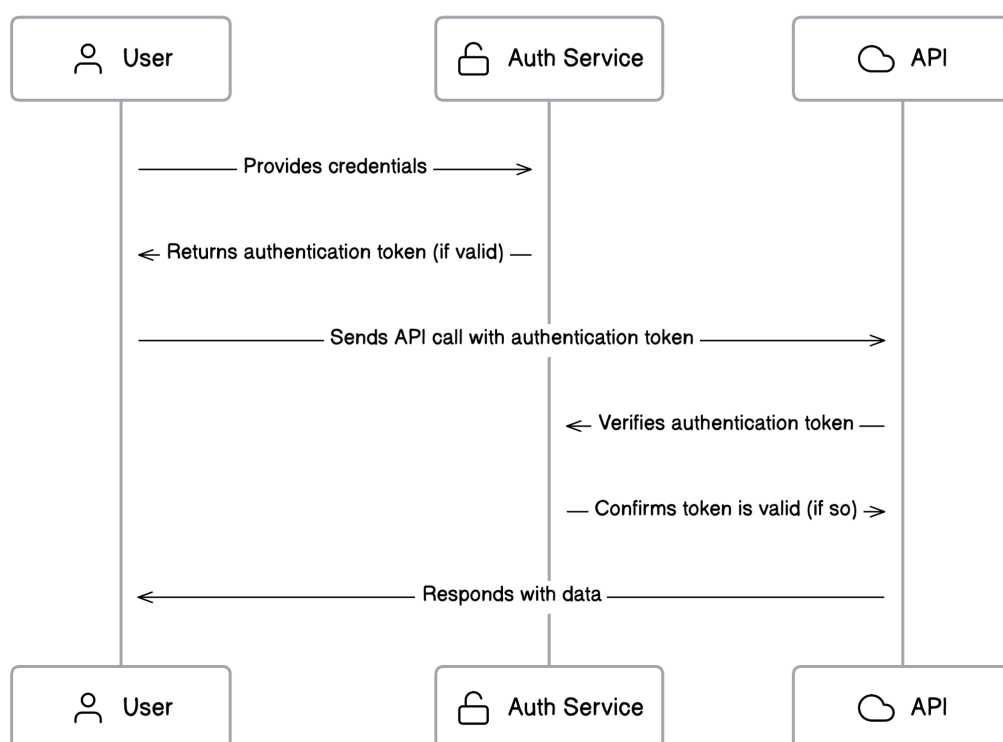 User
Auth Service
API
Provides credentials
Returns authentication token (if valid)
Sends API call with authentication token
Verifies authentication token
Confirms token is valid (if so)
Responds with data
User
Auth Service
API